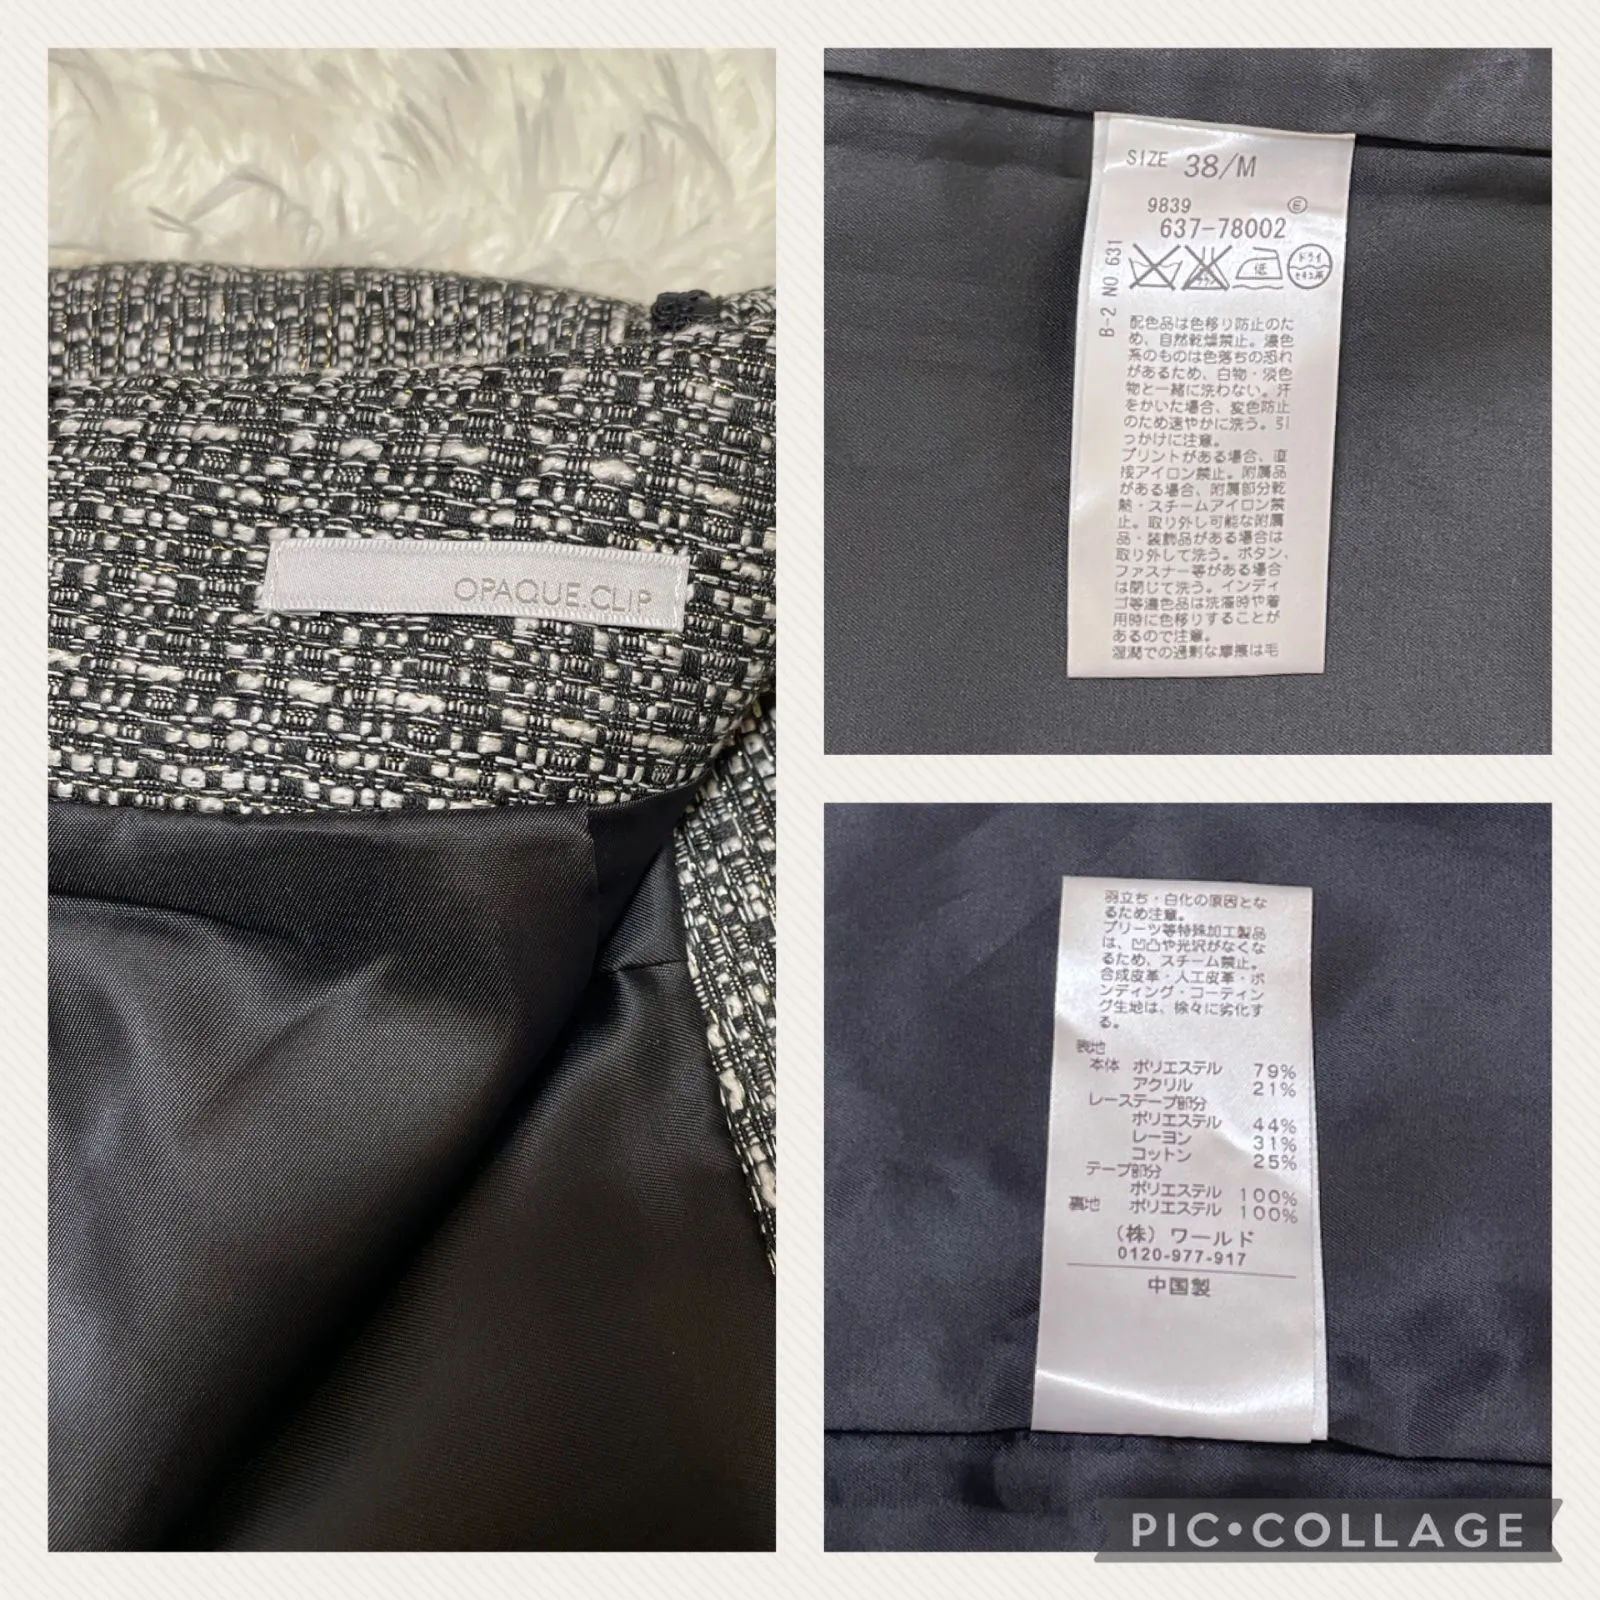 OPAQUE.CLIP
SIZE 38/M
9839 Ⓔ
637-78002
低 ドライ セキユ系
B-2 NO.631
配色品は色移り防止のた
め、自然乾燥禁止。濃色
系のものは色落ちの恐れ
があるため、白物・淡色
物と一緒に洗わない。汗
をかいた場合、変色防止
のため速やかに洗う。引
っかけに注意。
プリントがある場合、直
接アイロン禁止。附属品
がある場合、附属部分乾
熱・スチームアイロン禁
止。取り外し可能な附属
品・装飾品がある場合は
取り外して洗う。ボタン、
ファスナー等がある場合
は閉じて洗う。インディ
ゴ等濃色品は洗濯時や着
用時に色移りすることが
あるので注意。
湿潤での過剰な摩擦は毛
羽立ち・白化の原因とな
るため注意。
プリーツ等特殊加工製品
は、凹凸や光沢がなくな
るため、スチーム禁止。
合成皮革・人工皮革・ボ
ンディング・コーティン
グ生地は、徐々に劣化す
る。
表地
本体 ポリエステル 79%
アクリル 21%
レーステープ部分
ポリエステル 44%
レーヨン 31%
コットン 25%
テープ部分
ポリエステル 100%
裏地 ポリエステル 100%
(株) ワールド
0120-977-917
中国製
PIC•COLLAGE